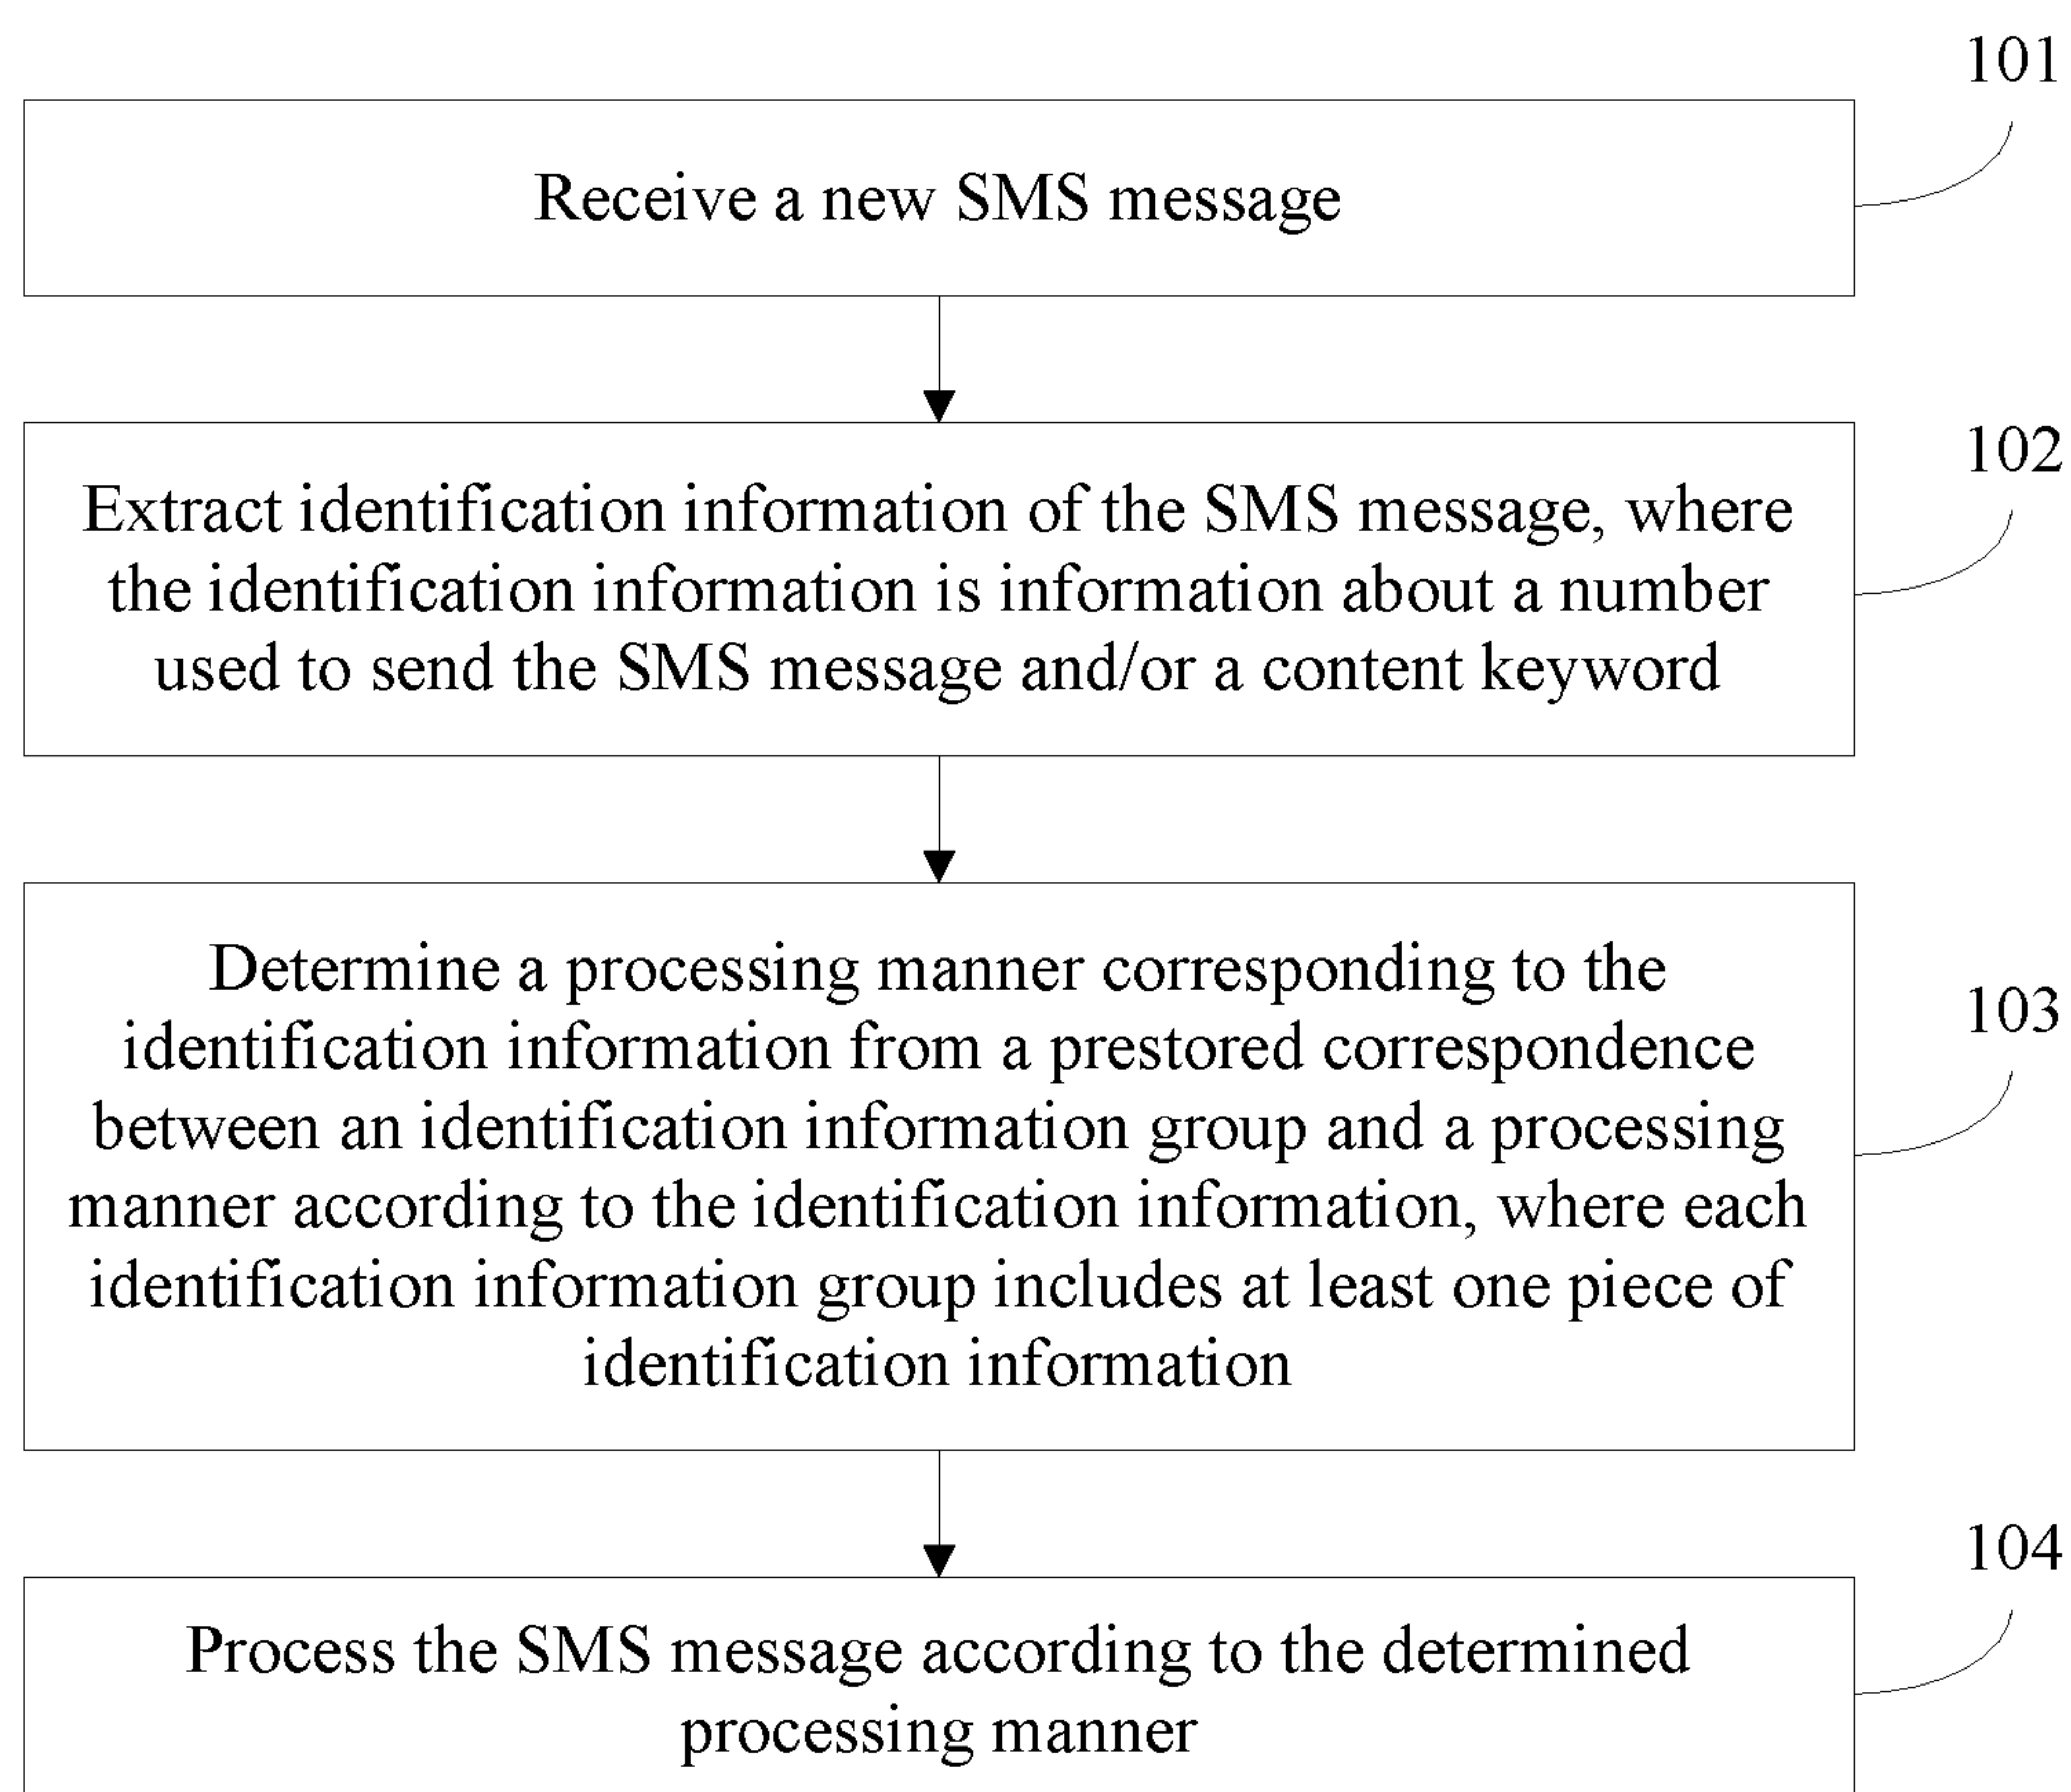 101
Receive a new SMS message
102
Extract identification information of the SMS message, where
the identification information is information about a number
used to send the SMS message and/or a content keyword
Determine a processing manner corresponding to the
103
identification information from a prestored correspondence
between an identification information group and a processing
manner according to the identification information, where each
identification information group includes at least one piece of
identification information
104
Process the SMS message according to the determined
processing manner